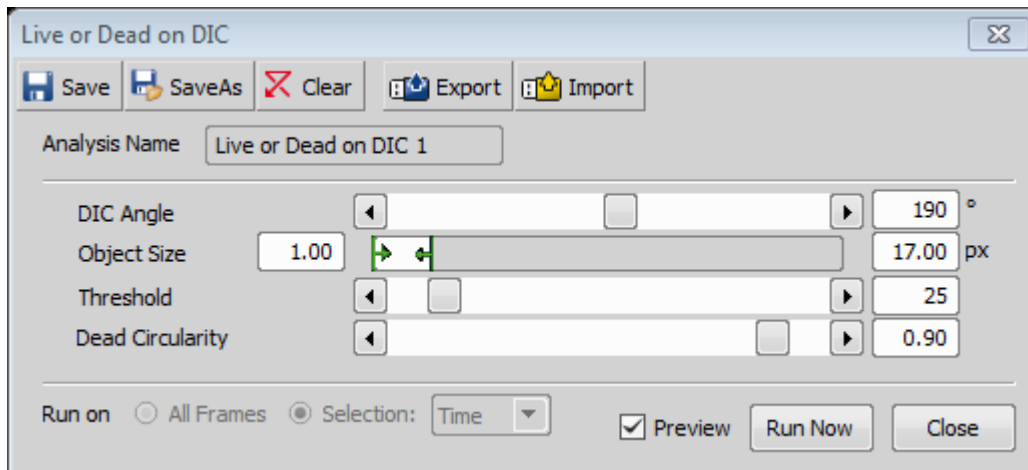 Live or Dead on DIC
Save SaveAs Clear Export Import
Analysis Name Live or Dead on DIC 1
DIC Angle 190 °
Object Size 1.00 17.00 px
Threshold 25
Dead Circularity 0.90
Run on All Frames Selection: Time Preview Run Now Close